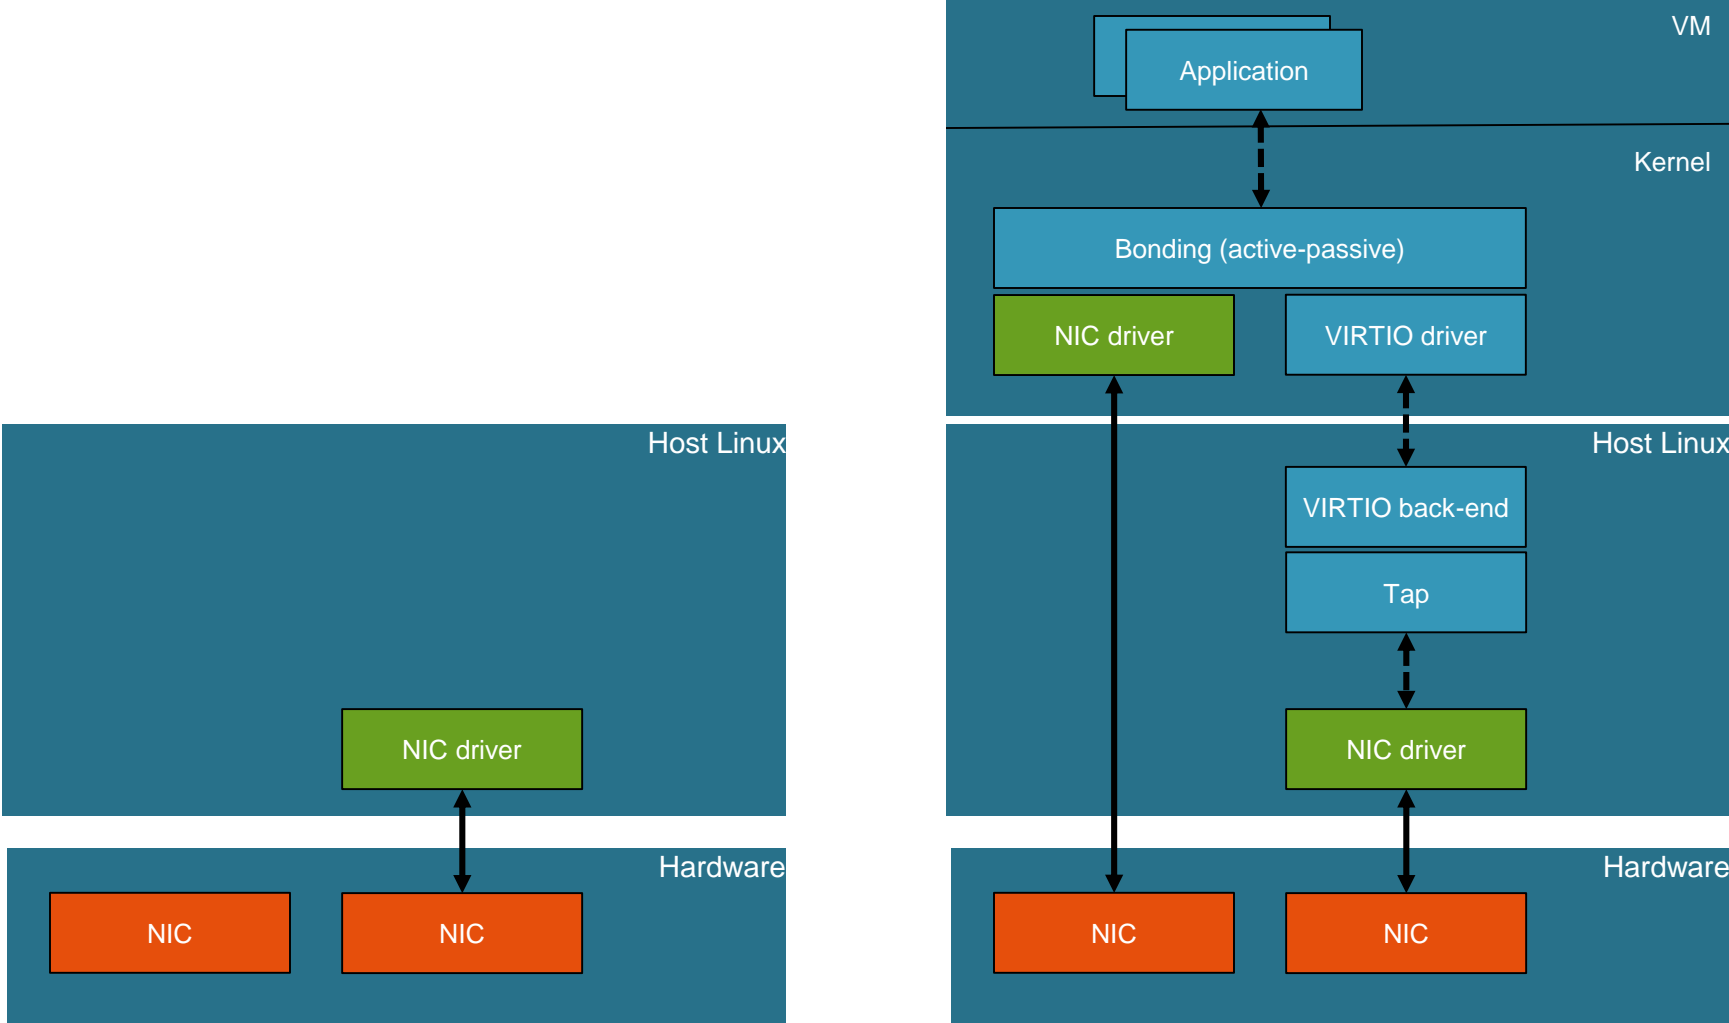 VM
Application
Kernel
Bonding (active-passive)
NIC driver
VIRTIO driver
Host Linux
Host Linux
VIRTIO back-end
Tap
NIC driver
NIC driver
Hardware
Hardware
NIC
NIC
NIC
NIC